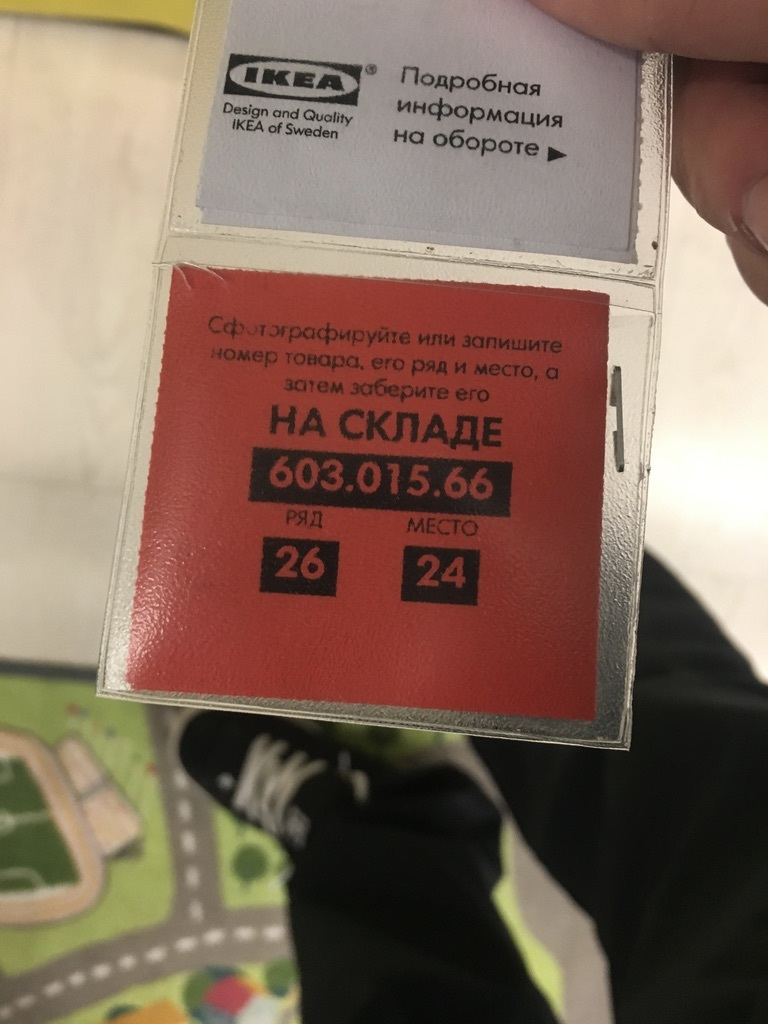 IKEA®
Design and Quality
IKEA of Sweden
Подробная
информация
на обороте ▶
Сфотографируйте или запишите
номер товара, его ряд и место, а
затем заберите его
НА СКЛАДЕ
603.015.66
РЯД МЕСТО
26 24